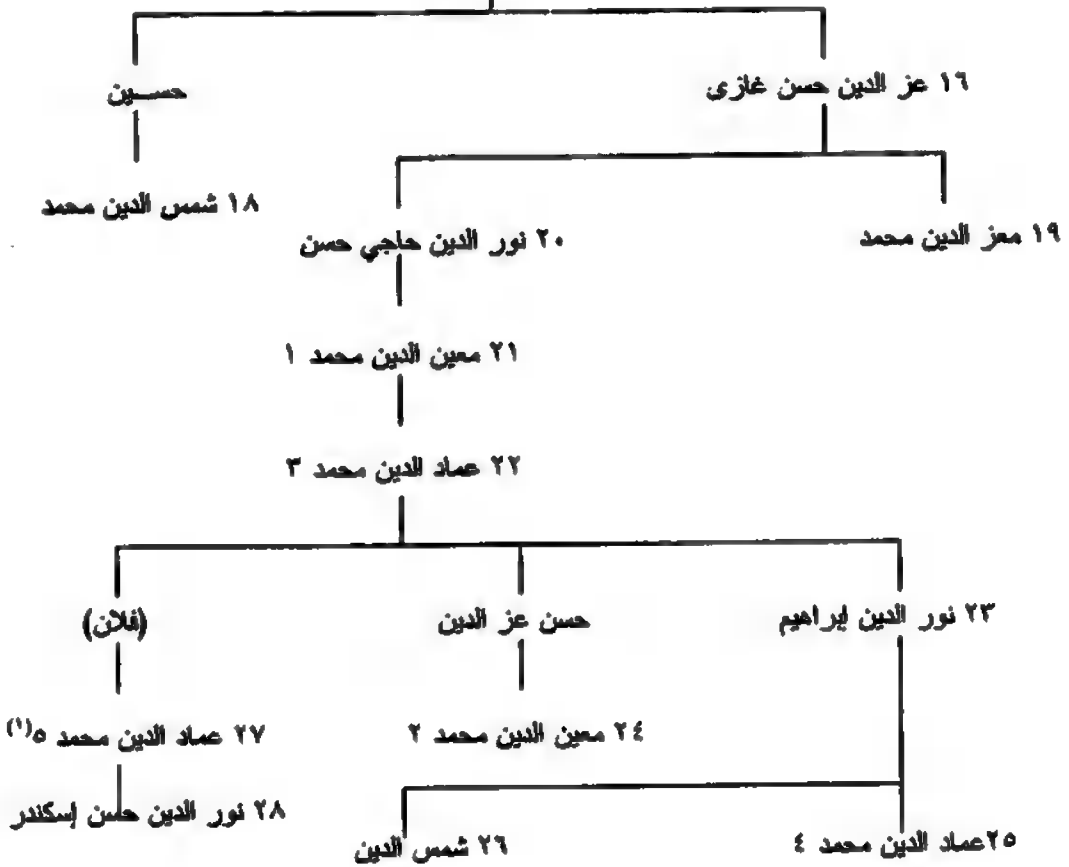 ١٦ عز الدين حسن غازى
حســين
١٨ شمس الدين محمد
١٩ معز الدين محمد
٢٠ نور الدين حاجي حسن
٢١ معين الدين محمد ١
٢٢ عماد الدين محمد ٣
٢٣ نور الدين إبراهيم
حسن عز الدين
(فلان)
٢٤ معين الدين محمد ٢
٢٧ عماد الدين محمد ٥(١)
٢٨ نور الدين حسن إسكندر
٢٥عماد الدين محمد ٤
٢٦ شمس الدين